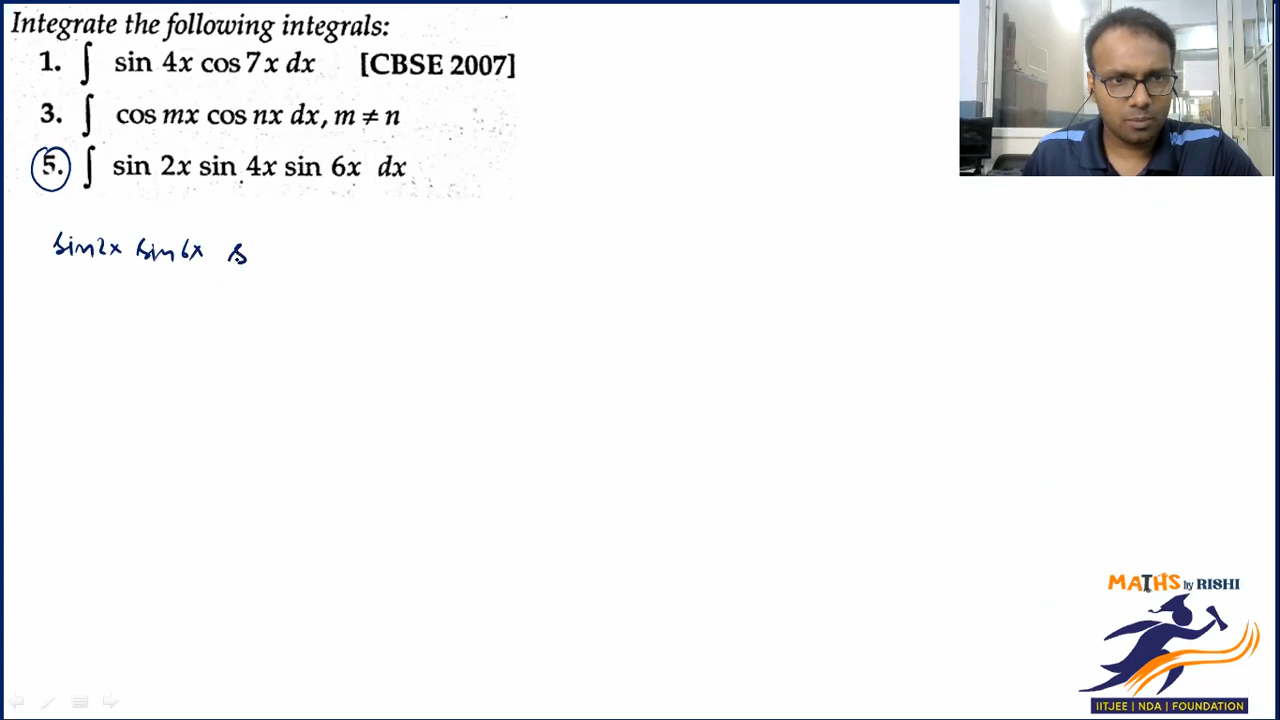 Integrate the following integrals:
1. ∫ sin 4x cos 7x dx [CBSE 2007]
3. ∫ cos mx cos nx dx, m ≠ n
5. ∫ sin 2x sin 4x sin 6x dx
sin2x sin6x s
MATHS by RISHI
IITJEE | NDA | FOUNDATION